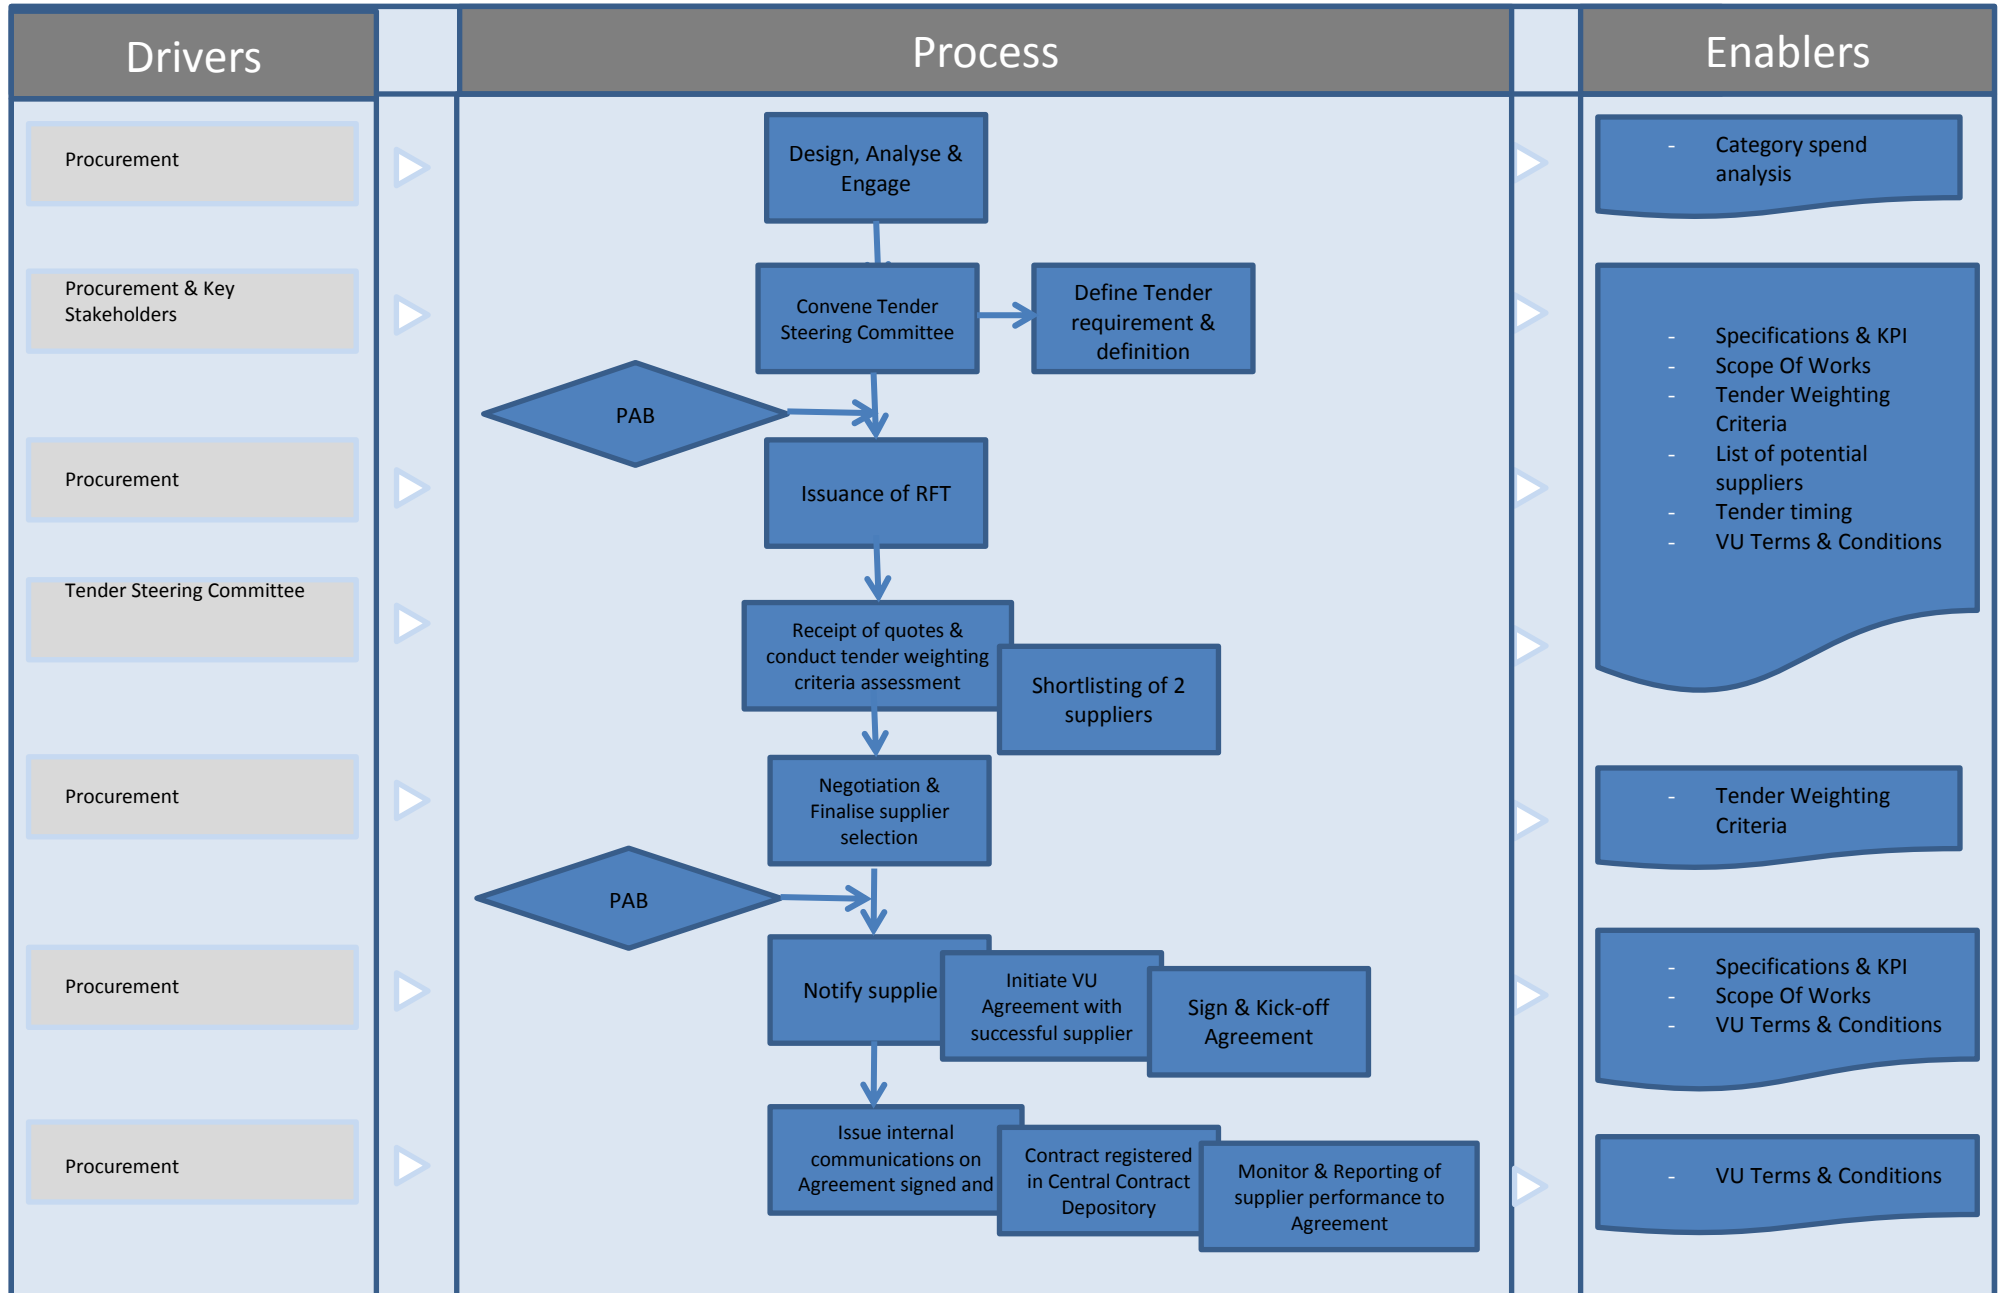 Drivers
Process
Enablers
Procurement
Design, Analyse &
Engage
- Category spend
analysis
Procurement & Key
Stakeholders
Convene Tender
Steering Committee
Define Tender
requirement &
definition
- Specifications & KPI
- Scope Of Works
- Tender Weighting
Criteria
- List of potential
suppliers
- Tender timing
- VU Terms & Conditions
PAB
Procurement
Issuance of RFT
Tender Steering Committee
Receipt of quotes &
conduct tender weighting
criteria assessment
Shortlisting of 2
suppliers
Procurement
Negotiation &
Finalise supplier
selection
- Tender Weighting
Criteria
PAB
Procurement
Notify supplie
Initiate VU
Agreement with
successful supplier
Sign & Kick-off
Agreement
- Specifications & KPI
- Scope Of Works
- VU Terms & Conditions
Procurement
Issue internal
communications on
Agreement signed and
Contract registered
in Central Contract
Depository
Monitor & Reporting of
supplier performance to
Agreement
- VU Terms & Conditions